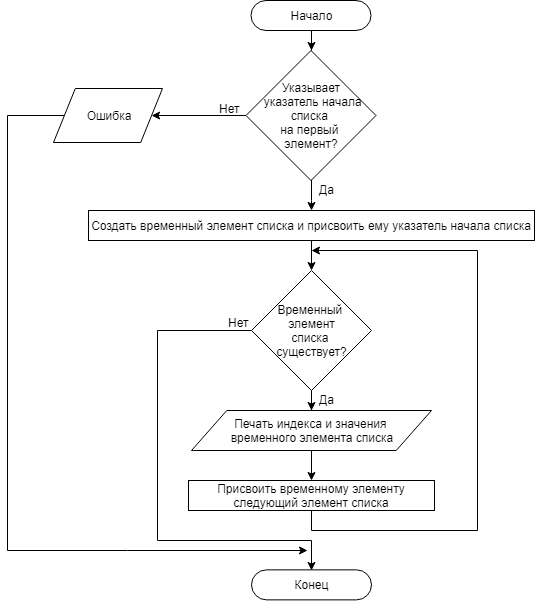 Начало
Указывает
указатель начала
списка
на первый
элемент?
Нет
Ошибка
Да
Создать временный элемент списка и присвоить ему указатель начала списка
Временный
элемент
списка
существует?
Нет
Да
Печать индекса и значения
временного элемента списка
Присвоить временному элементу
следующий элемент списка
Конец